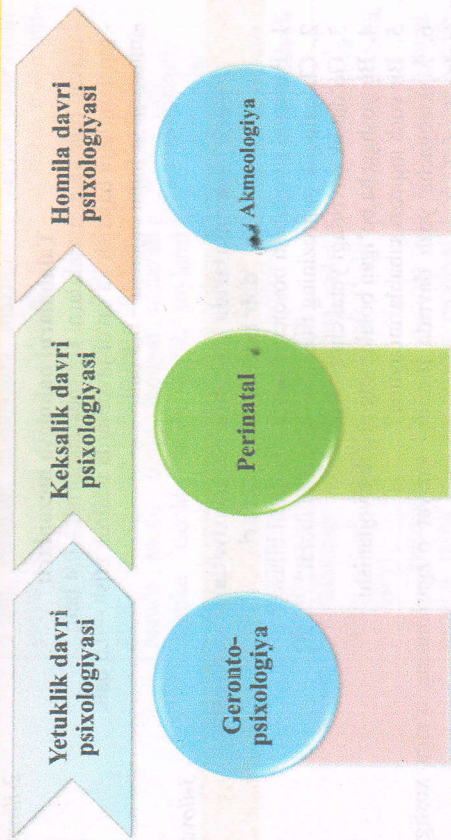 Yetuklik davri
psixologiyasi
Keksalik davri
psixologiyasi
Homila davri
psixologiyasi
Geronto-
psixologiya
Perinatal
Akmeologiya